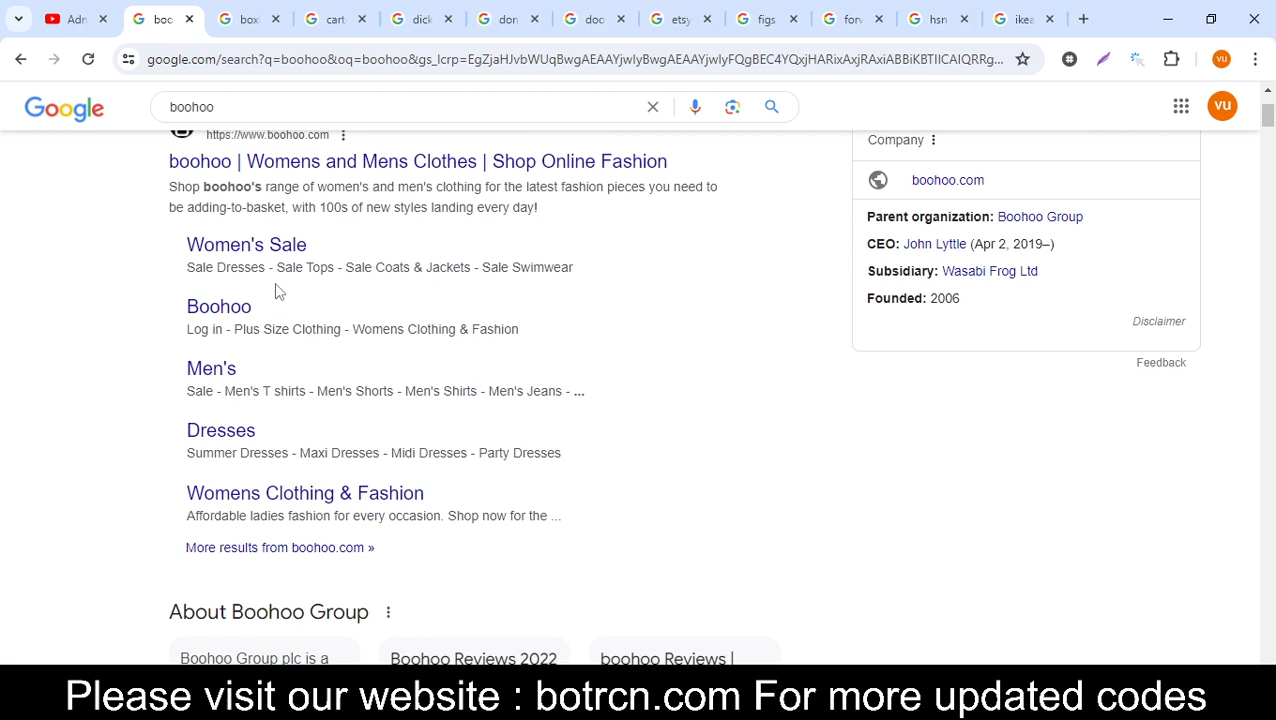 Adn
boo
box
cart
dick
don
doo
etsy
figs
forv
hsn
ikea
google.com/search?q=boohoo&oq=boohoo&gs_lcrp=EgZjaHJvbWUqBwgAEAAYjwIyBwgAEAAYjwIyFQgBEC4YQxjHARixAxjRAxiABBiKBTIICAIQRRg...
VU
Google
boohoo
VU
https://www.boohoo.com
boohoo | Womens and Mens Clothes | Shop Online Fashion
Shop boohoo's range of women's and men's clothing for the latest fashion pieces you need to
be adding-to-basket, with 100s of new styles landing every day!
Women's Sale
Sale Dresses - Sale Tops - Sale Coats & Jackets - Sale Swimwear
Boohoo
Log in - Plus Size Clothing - Womens Clothing & Fashion
Men's
Sale - Men's T shirts - Men's Shorts - Men's Shirts - Men's Jeans - ...
Dresses
Summer Dresses - Maxi Dresses - Midi Dresses - Party Dresses
Womens Clothing & Fashion
Affordable ladies fashion for every occasion. Shop now for the ...
More results from boohoo.com »
About Boohoo Group
Boohoo Group plc is a
Boohoo Reviews 2022
boohoo Reviews |
Company
boohoo.com
Parent organization: Boohoo Group
CEO: John Lyttle (Apr 2, 2019–)
Subsidiary: Wasabi Frog Ltd
Founded: 2006
Disclaimer
Feedback
Please visit our website : botrcn.com For more updated codes